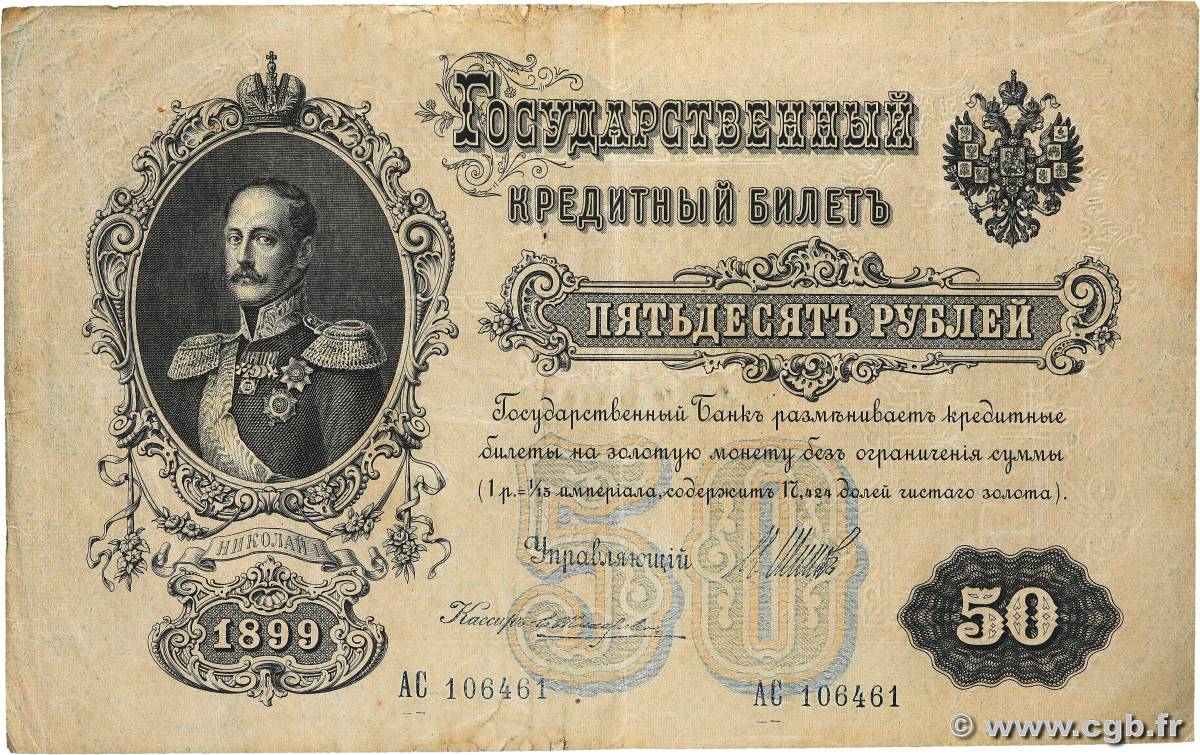 Государственный
кредитный билетъ
ПЯТЬДЕСЯТЪ РУБЛЕЙ
Государственный Банкъ размѣниваетъ кредитные
билеты на золотую монету безъ ограниченія суммы
(1 р.= 1/15 имперіала, содержитъ 17,424 долей чистаго золота).
50
Управляющій
Кассиръ
НИКОЛАЙ I
1899
50
АС 106461
АС 106461
© www.cgb.fr